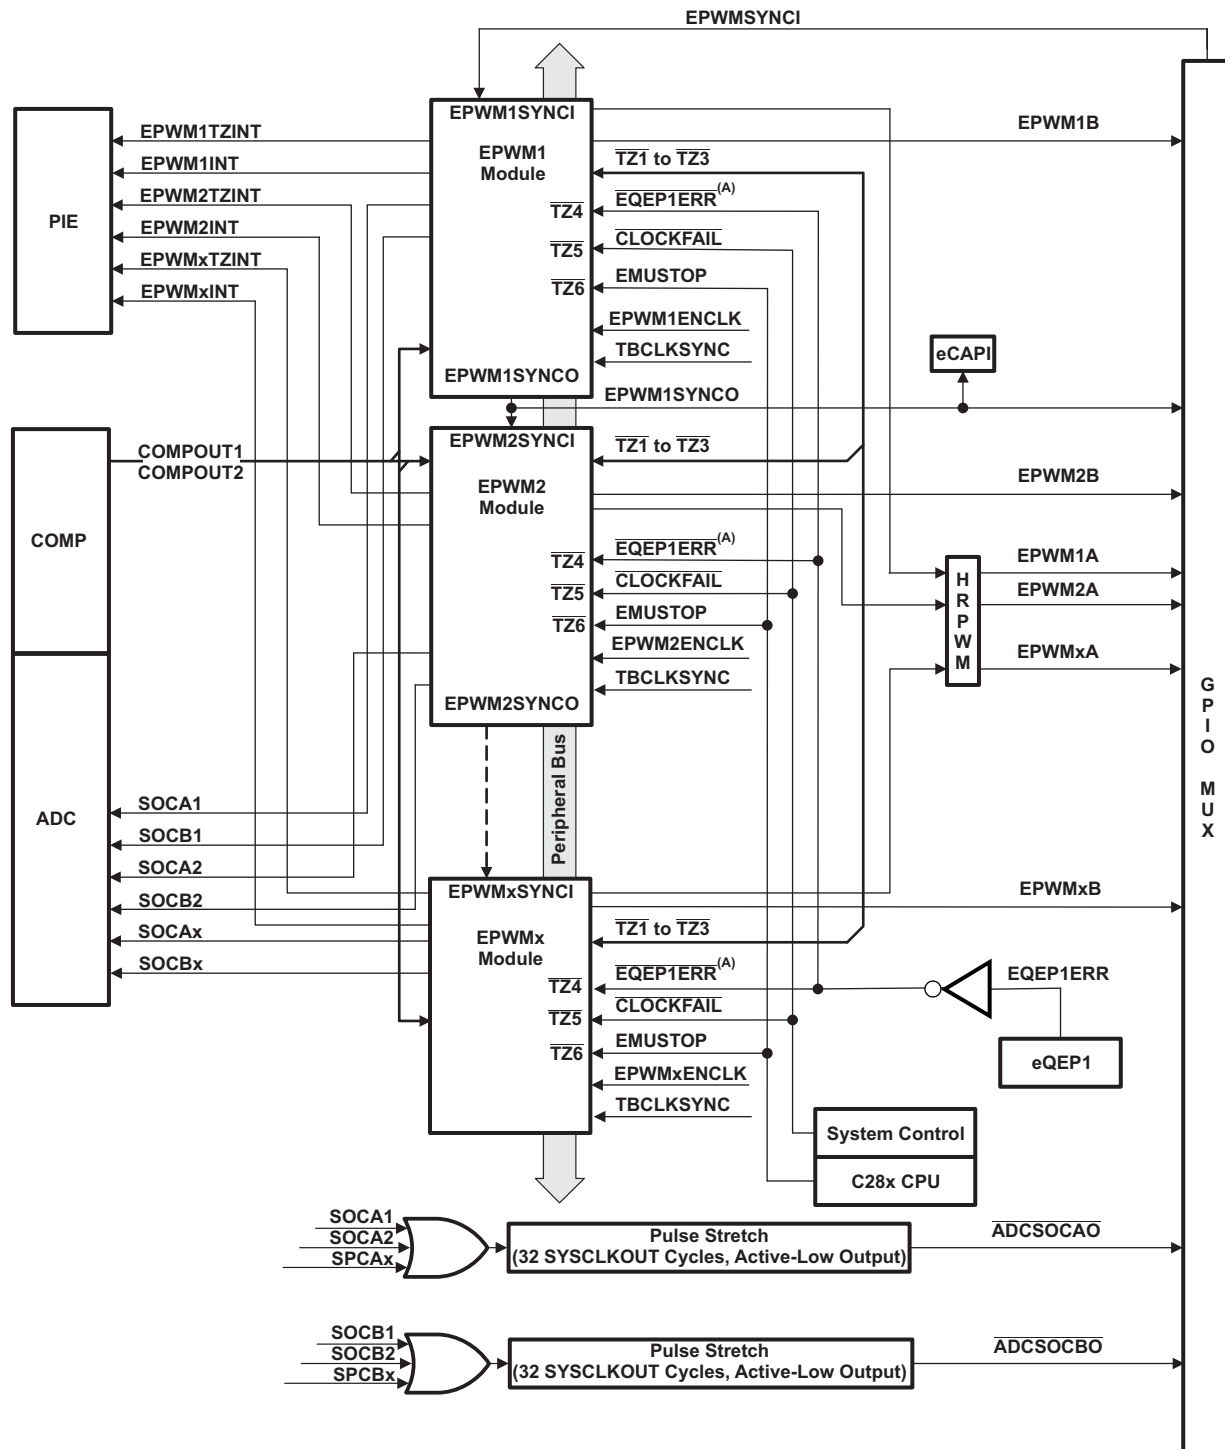 EPWMSYNCI
EPWM1SYNCI
EPWM1B
EPWM1TZINT
EPWM1
Module
TZ1 to TZ3
EPWM1INT
EPWM2TZINT
EQEP1ERR(A)
TZ4
PIE
EPWM2INT
CLOCKFAIL
TZ5
EPWMxTZINT
EMUSTOP
TZ6
EPWMxINT
EPWM1ENCLK
TBCLKSYNC
eCAPI
EPWM1SYNCO
EPWM1SYNCO
COMPOUT1
COMPOUT2
EPWM2SYNCI
TZ1 to TZ3
EPWM2B
EPWM2
Module
COMP
EQEP1ERR(A)
TZ4
EPWM1A
CLOCKFAIL
TZ5
EPWM2A
EMUSTOP
TZ6
HRPWM
EPWM2ENCLK
EPWMxA
TBCLKSYNC
EPWM2SYNCO
GPIO MUX
Peripheral Bus
ADC
SOCA1
SOCB1
SOCA2
SOCB2
SOCAx
SOCBx
EPWMxSYNCI
EPWMxB
EPWMx
Module
TZ1 to TZ3
EQEP1ERR(A)
TZ4
EQEP1ERR
CLOCKFAIL
TZ5
EMUSTOP
TZ6
eQEP1
EPWMxENCLK
TBCLKSYNC
System Control
C28x CPU
SOCA1
SOCA2
SPCAx
Pulse Stretch
(32 SYSCLKOUT Cycles, Active-Low Output)
ADCSOCAO
SOCB1
SOCB2
SPCBx
Pulse Stretch
(32 SYSCLKOUT Cycles, Active-Low Output)
ADCSOCBO